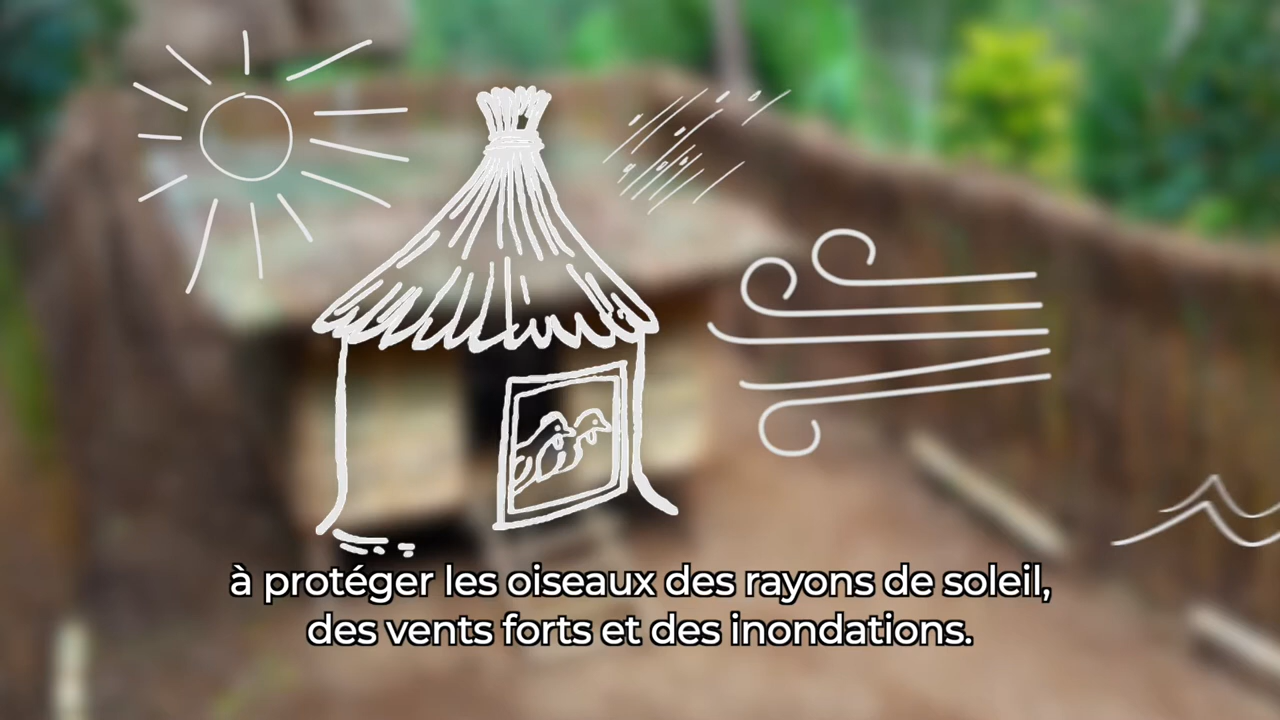 à protéger les oiseaux des rayons de soleil,
des vents forts et des inondations.